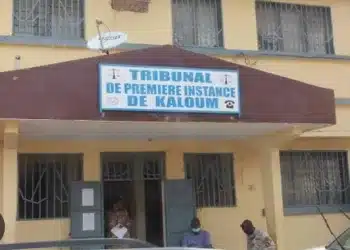 TRIBUNAL
DE PREMIERE INSTANCE
DE KALOUM